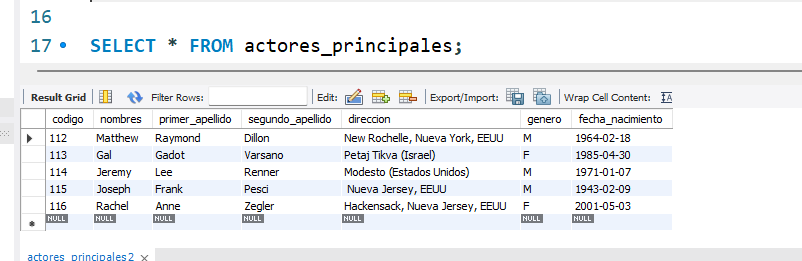 16
17 SELECT * FROM actores_principales;
Result Grid Filter Rows: Edit: Export/Import: Wrap Cell Content:
codigo nombres primer_apellido segundo_apellido direccion genero fecha_nacimiento
112 Matthew Raymond Dillon New Rochelle, Nueva York, EEUU M 1964-02-18
113 Gal Gadot Varsano Petaj Tikva (Israel) F 1985-04-30
114 Jeremy Lee Renner Modesto (Estados Unidos) M 1971-01-07
115 Joseph Frank Pesci Nueva Jersey, EEUU M 1943-02-09
116 Rachel Anne Zegler Hackensack, Nueva Jersey, EEUU F 2001-05-03
NULL NULL NULL NULL NULL NULL NULL
actores_principales2